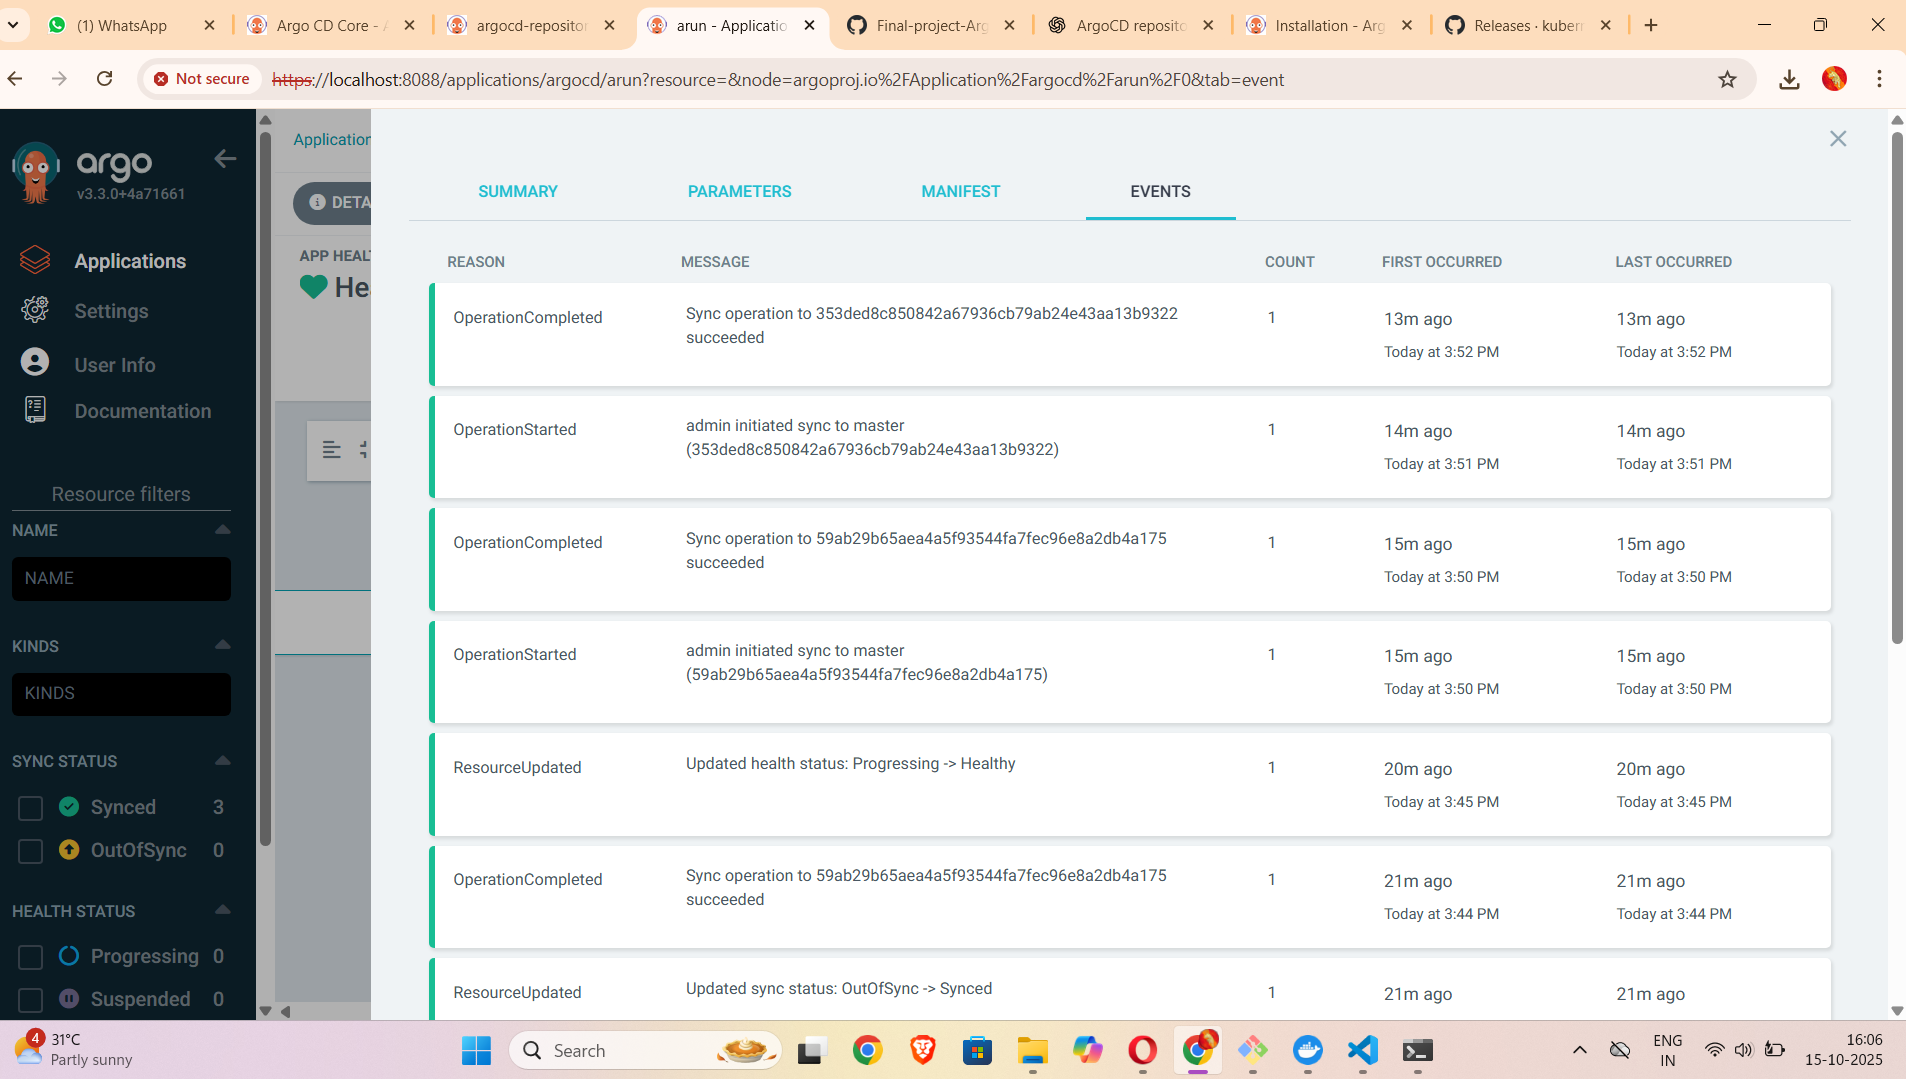 (1) WhatsApp
Argo CD Core - A
argocd-repositor
arun - Applicatio
Final-project-Arg
ArgoCD reposito
Installation - Arg
Releases · kuberr
Not secure
https://localhost:8088/applications/argocd/arun?resource=&node=argoproj.io%2FApplication%2Fargocd%2Farun%2F0&tab=event
argo
v3.3.0+4a71661
Applications
Settings
User Info
Documentation
Resource filters
NAME
NAME
KINDS
KINDS
SYNC STATUS
Synced 3
OutOfSync 0
HEALTH STATUS
Progressing 0
Suspended 0
Application
DETA
APP HEALT
Hea
SUMMARY PARAMETERS MANIFEST EVENTS
REASON MESSAGE COUNT FIRST OCCURRED LAST OCCURRED
OperationCompleted
Sync operation to 353ded8c850842a67936cb79ab24e43aa13b9322
succeeded
1
13m ago
Today at 3:52 PM
13m ago
Today at 3:52 PM
OperationStarted
admin initiated sync to master
(353ded8c850842a67936cb79ab24e43aa13b9322)
1
14m ago
Today at 3:51 PM
14m ago
Today at 3:51 PM
OperationCompleted
Sync operation to 59ab29b65aea4a5f93544fa7fec96e8a2db4a175
succeeded
1
15m ago
Today at 3:50 PM
15m ago
Today at 3:50 PM
OperationStarted
admin initiated sync to master
(59ab29b65aea4a5f93544fa7fec96e8a2db4a175)
1
15m ago
Today at 3:50 PM
15m ago
Today at 3:50 PM
ResourceUpdated
Updated health status: Progressing -> Healthy
1
20m ago
Today at 3:45 PM
20m ago
Today at 3:45 PM
OperationCompleted
Sync operation to 59ab29b65aea4a5f93544fa7fec96e8a2db4a175
succeeded
1
21m ago
Today at 3:44 PM
21m ago
Today at 3:44 PM
ResourceUpdated
Updated sync status: OutOfSync -> Synced
1
21m ago
21m ago
4
31°C
Partly sunny
Search
ENG
IN
16:06
15-10-2025